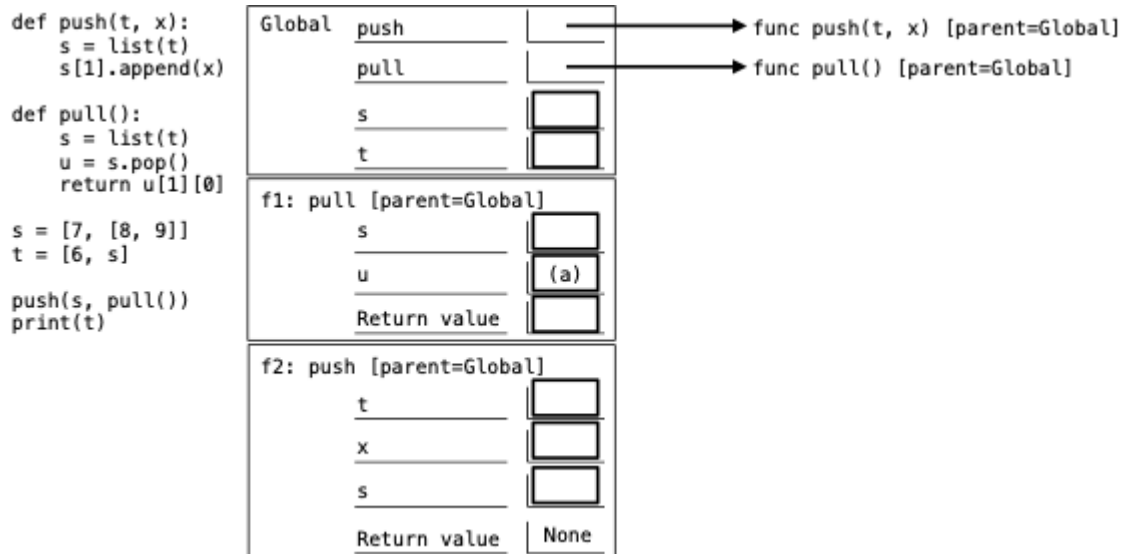 def push(t, x):
    s = list(t)
    s[1].append(x)
def pull():
    s = list(t)
    u = s.pop()
    return u[1][0]
s = [7, [8, 9]]
t = [6, s]
push(s, pull())
print(t)
Global push
pull
s
t
func push(t, x) [parent=Global]
func pull() [parent=Global]
f1: pull [parent=Global]
s
u (a)
Return value
f2: push [parent=Global]
t
x
s
Return value None